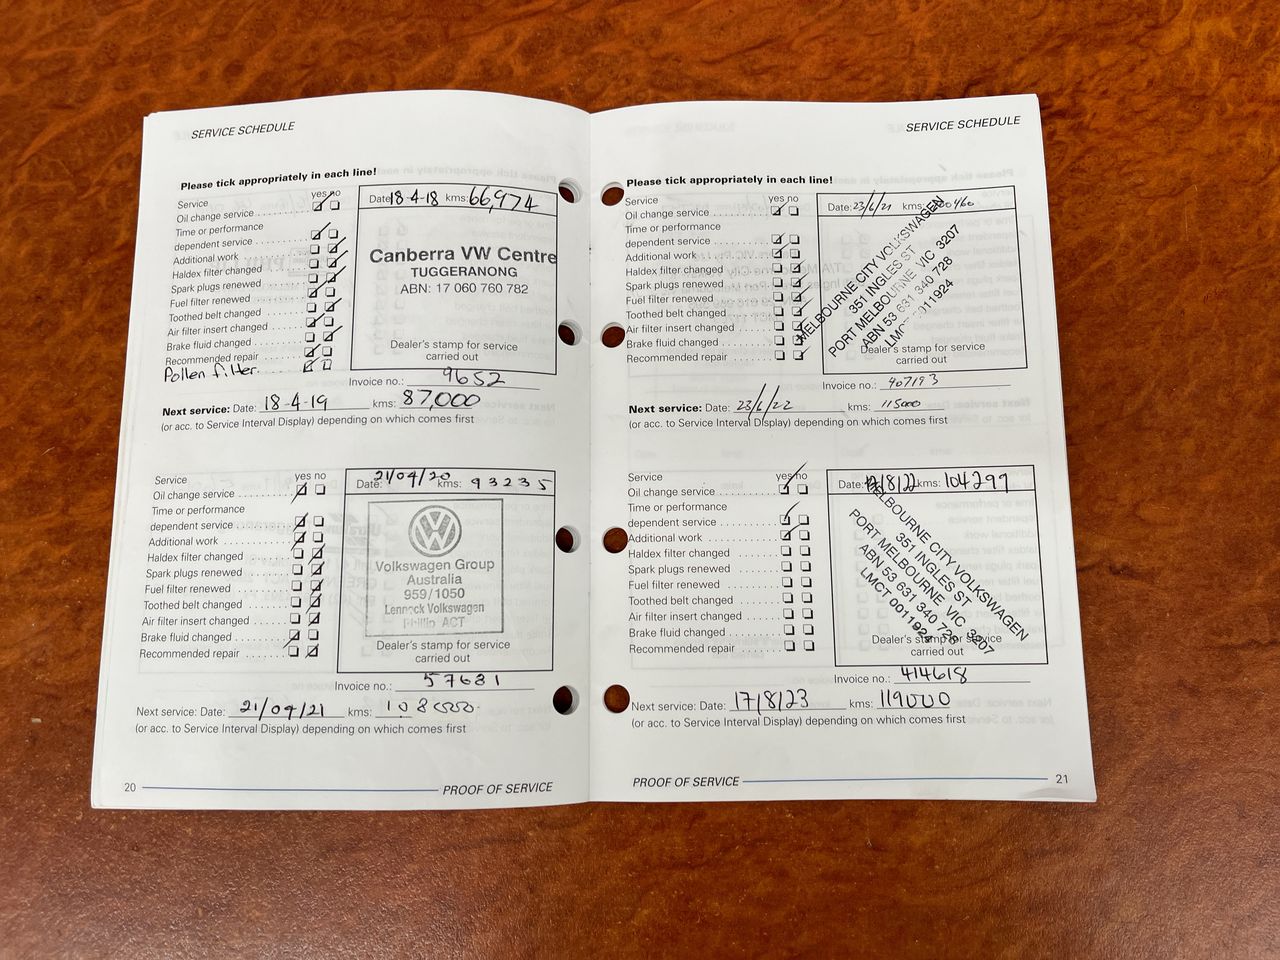 SERVICE SCHEDULE
Please tick appropriately in each line!
Service yes no
Oil change service
Time or performance
dependent service
Additional work
Haldex filter changed
Spark plugs renewed
Fuel filter renewed
Toothed belt changed
Air filter insert changed
Brake fluid changed
Recommended repair
Pollen filter
Date: 18-4-18 kms: 66,974
Canberra VW Centre
TUGGERANONG
ABN: 17 060 760 782
Dealer's stamp for service
carried out
Invoice no.: 9652
Next service: Date: 18-4-19 kms: 87,000
(or acc. to Service Interval Display) depending on which comes first
Service yes no
Oil change service
Time or performance
dependent service
Additional work
Haldex filter changed
Spark plugs renewed
Fuel filter renewed
Toothed belt changed
Air filter insert changed
Brake fluid changed
Recommended repair
Date: 21/04/20 kms: 93235
Volkswagen Group
Australia
959/1050
Lennock Volkswagen
Phillip ACT
Dealer's stamp for service
carried out
Invoice no.: 57631
Next service: Date: 21/04/21 kms: 108000
(or acc. to Service Interval Display) depending on which comes first
20 PROOF OF SERVICE
SERVICE SCHEDULE
Please tick appropriately in each line!
Service yes no
Oil change service
Time or performance
dependent service
Additional work
Haldex filter changed
Spark plugs renewed
Fuel filter renewed
Toothed belt changed
Air filter insert changed
Brake fluid changed
Recommended repair
Date: 23/6/21 kms:
MELBOURNE CITY VOLKSWAGEN
351 INGLES ST
PORT MELBOURNE VIC 3207
ABN 53 631 340 728
LMCT 0011924
Dealer's stamp for service
carried out
Invoice no.: 407193
Next service: Date: 23/6/22 kms: 115000
(or acc. to Service Interval Display) depending on which comes first
Service yes no
Oil change service
Time or performance
dependent service
Additional work
Haldex filter changed
Spark plugs renewed
Fuel filter renewed
Toothed belt changed
Air filter insert changed
Brake fluid changed
Recommended repair
Date: 17/8/22 kms: 104299
MELBOURNE CITY VOLKSWAGEN
351 INGLES ST
PORT MELBOURNE VIC 3207
ABN 53 631 340 728
LMCT 0011924
Dealer's stamp for service
carried out
Invoice no.: 414618
Next service: Date: 17/8/23 kms: 119000
(or acc. to Service Interval Display) depending on which comes first
PROOF OF SERVICE 21